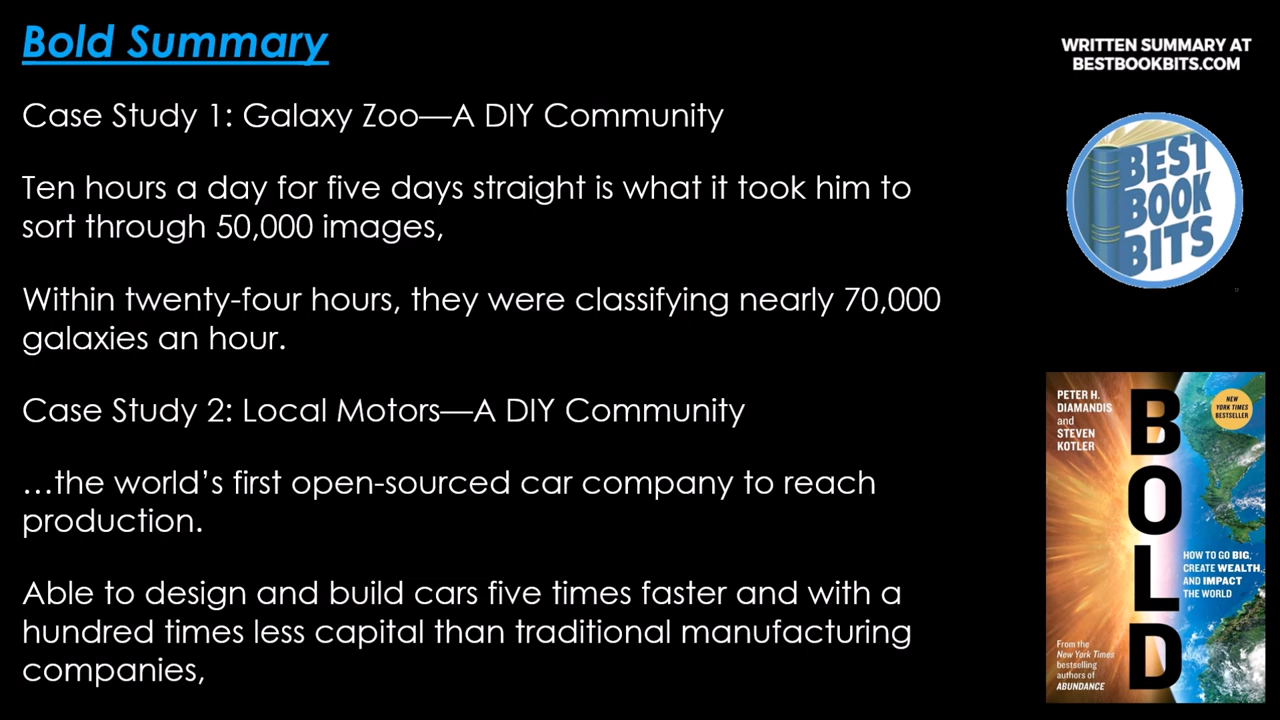 Bold Summary
WRITTEN SUMMARY AT
BESTBOOKBITS.COM
Case Study 1: Galaxy Zoo—A DIY Community
Ten hours a day for five days straight is what it took him to
sort through 50,000 images,
Within twenty-four hours, they were classifying nearly 70,000
galaxies an hour.
Case Study 2: Local Motors—A DIY Community
…the world’s first open-sourced car company to reach
production.
Able to design and build cars five times faster and with a
hundred times less capital than traditional manufacturing
companies,
BEST
BOOK
BITS
PETER H.
DIAMANDIS
and
STEVEN
KOTLER
BOLD
NEW
YORK TIMES
BESTSELLER
HOW TO GO BIG,
CREATE WEALTH,
AND IMPACT
THE WORLD
From the
New York Times
bestselling
authors of
ABUNDANCE